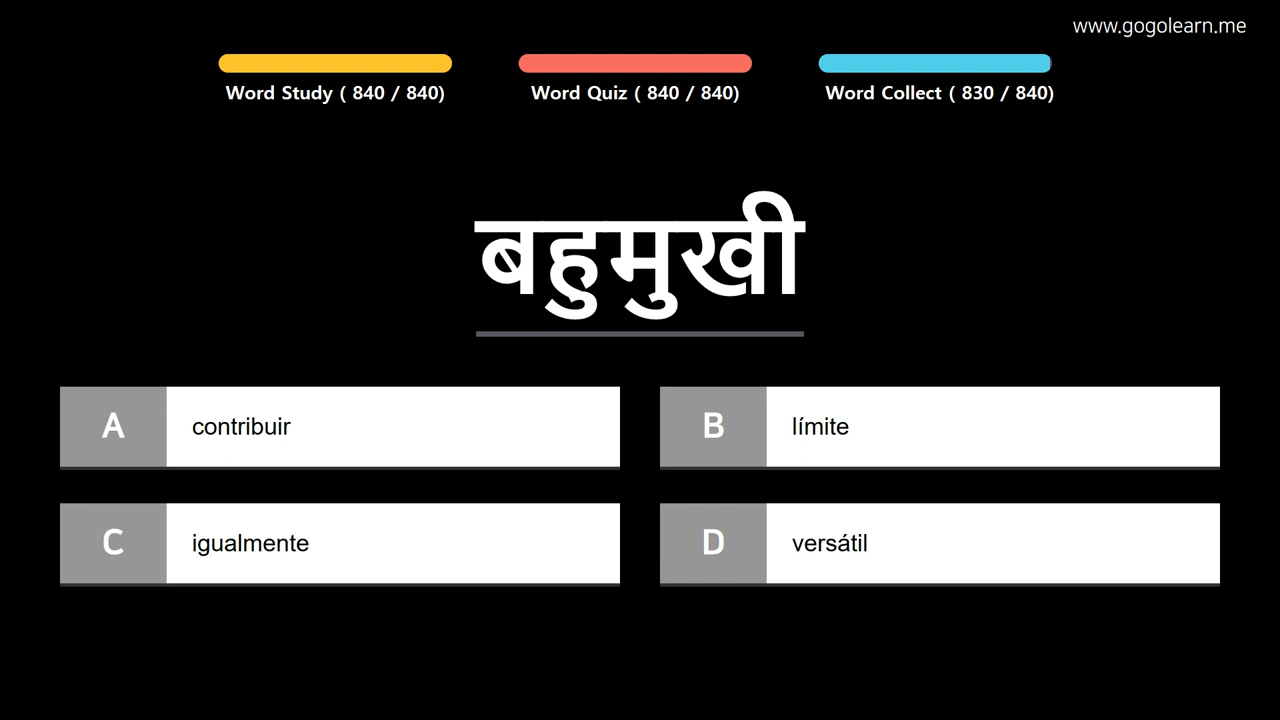 www.gogolearn.me
Word Study ( 840 / 840)
Word Quiz ( 840 / 840)
Word Collect ( 830 / 840)
बहुमुखी
A contribuir
B límite
C igualmente
D versátil